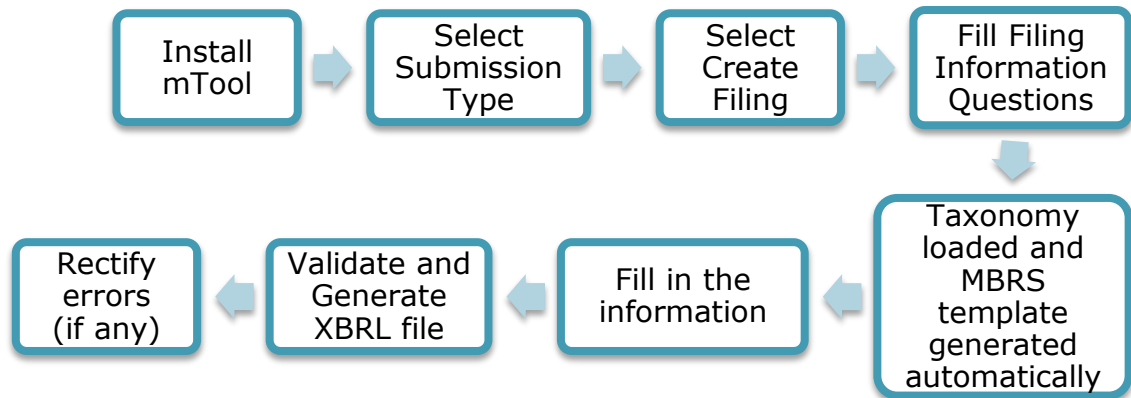 Install
mTool
Select
Submission
Type
Select
Create
Filing
Fill Filing
Information
Questions
Taxonomy
loaded and
MBRS
template
generated
automatically
Fill in the
information
Validate and
Generate
XBRL file
Rectify
errors
(if any)